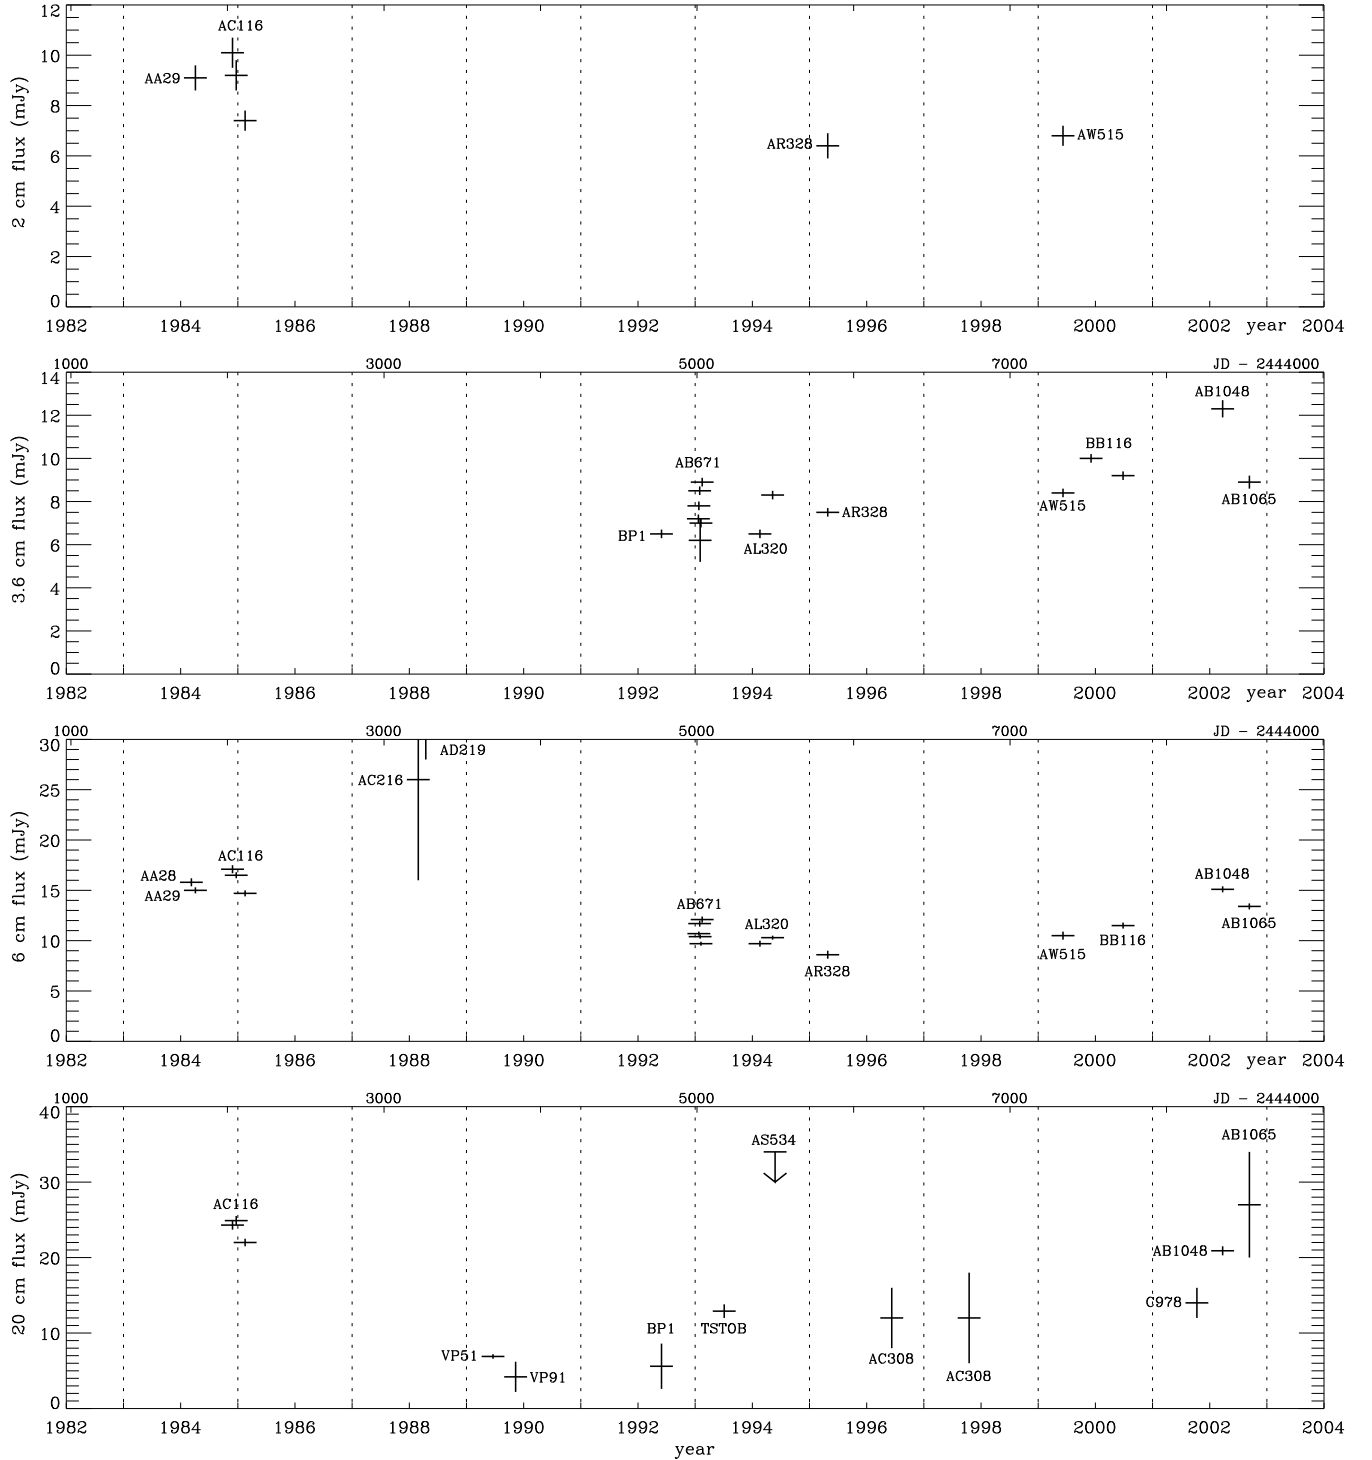 12
10
8
6
4
2
0
2 cm flux (mJy)
AC116
AA29
AR328
AW515
1982 1984 1986 1988 1990 1992 1994 1996 1998 2000 2002 year 2004
1000 3000 5000 7000 JD - 2444000
14
12
10
8
6
4
2
0
3.6 cm flux (mJy)
AB1048
BB116
AB671
AB1065
AW515
AR328
BP1
AL320
1982 1984 1986 1988 1990 1992 1994 1996 1998 2000 2002 year 2004
1000 3000 5000 7000 JD - 2444000
30
25
20
15
10
5
0
6 cm flux (mJy)
AD219
AC216
AC116
AA28
AA29
AB1048
AB671
AL320
AB1065
BB116
AW515
AR328
1982 1984 1986 1988 1990 1992 1994 1996 1998 2000 2002 year 2004
1000 3000 5000 7000 JD - 2444000
40
30
20
10
0
20 cm flux (mJy)
AB1065
AS534
AC116
AB1048
C978
BP1
TSTOB
VP51
VP91
AC308
AC308
1982 1984 1986 1988 1990 1992 1994 1996 1998 2000 2002 2004
year